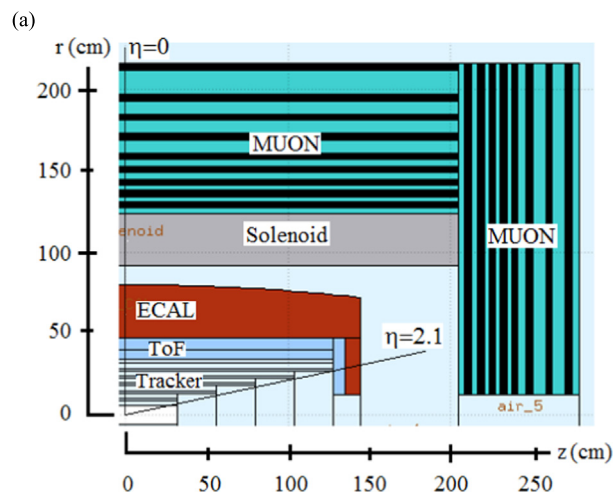 (a)
r (cm)
η=0
200
MUON
150
enoid
Solenoid
MUON
100
ECAL
50
ToF
η=2.1
Tracker
0
air_5
z (cm)
0
50
100
150
200
250